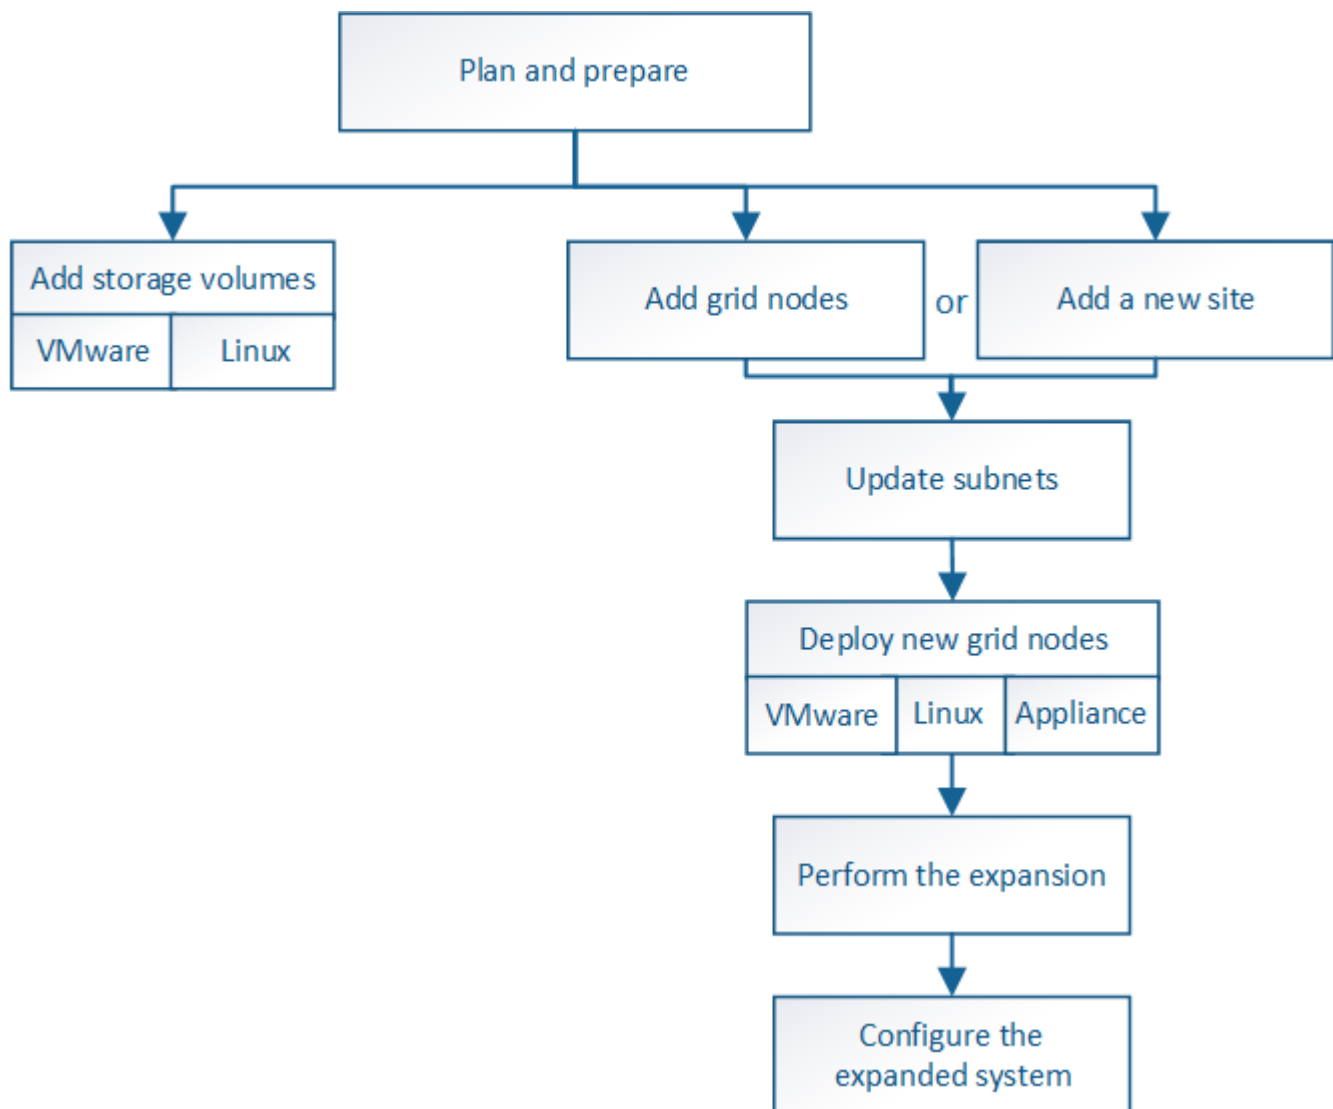 Plan and prepare
Add storage volumes
VMware Linux
Add grid nodes or Add a new site
Update subnets
Deploy new grid nodes
VMware Linux Appliance
Perform the expansion
Configure the
expanded system